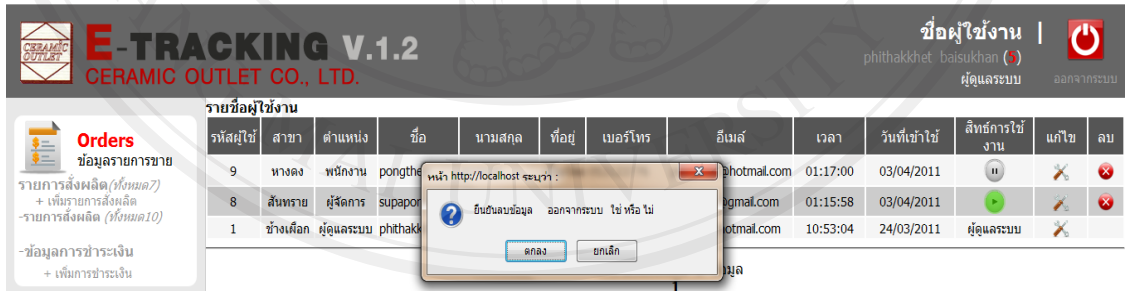 CERAMIC
OUTLET
E-TRACKING V.1.2
CERAMIC OUTLET CO., LTD.
ชื่อผู้ใช้งาน |
phithakkhet baisukhan (5)
ผู้ดูแลระบบ
ออกจากระบบ
Orders
ข้อมูลรายการขาย
รายการสั่งผลิต(ทั้งหมด7)
+ เพิ่มรายการสั่งผลิต
-รายการสั่งผลิต (ทั้งหมด10)
-ข้อมูลการชำระเงิน
+ เพิ่มการชำระเงิน
รายชื่อผู้ใช้งาน
รหัสผู้ใช้ สาขา ตำแหน่ง ชื่อ นามสกุล ที่อยู่ เบอร์โทร อีเมล์ เวลา วันที่เข้าใช้ สิทธ์การใช้งาน แก้ไข ลบ
9 หางดง พนักงาน pongthe @hotmail.com 01:17:00 03/04/2011
8 สันทราย ผู้จัดการ supapor gmail.com 01:15:58 03/04/2011
1 ช้างเผือก ผู้ดูแลระบบ phithakk otmail.com 10:53:04 24/03/2011 ผู้ดูแลระบบ
หน้า http://localhost ระบุว่า :
ยืนยันลบข้อมูล ออกจากระบบ ใช่ หรือ ไม่
ตกลง ยกเลิก
มูล